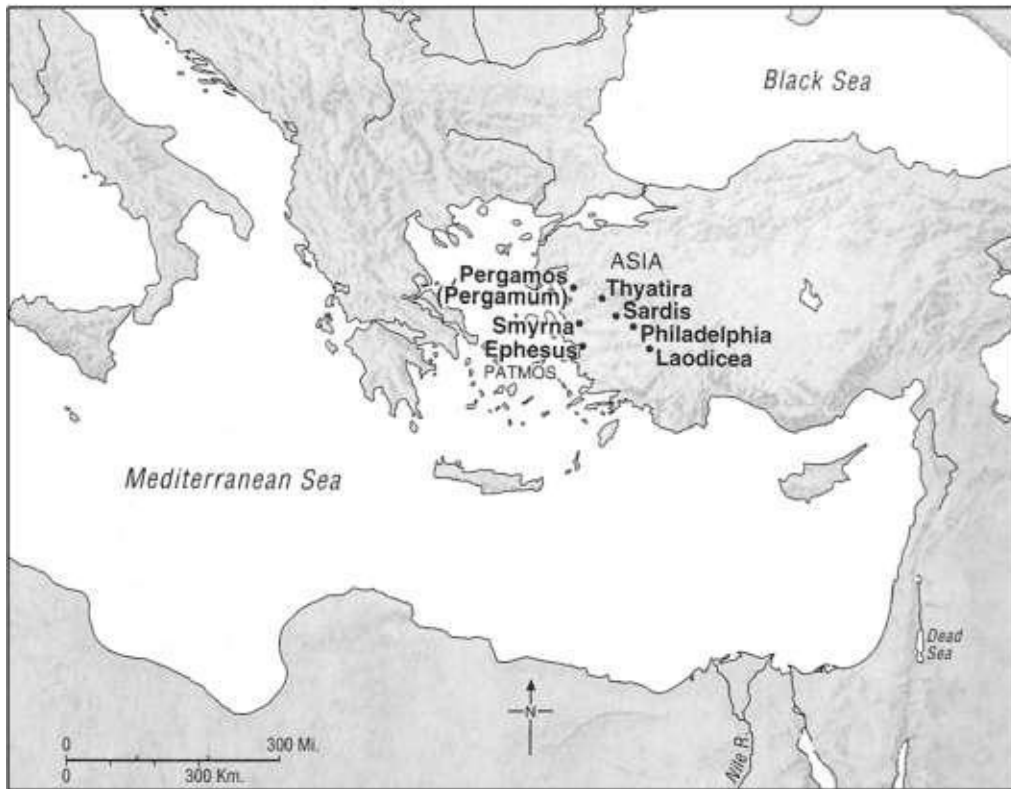 Black Sea
ASIA
Pergamos
(Pergamum)
Thyatira
Sardis
Smyrna
Philadelphia
Ephesus
Laodicea
PATMOS
Mediterranean Sea
Dead
Sea
N
Nile R.
0 300 Mi.
0 300 Km.